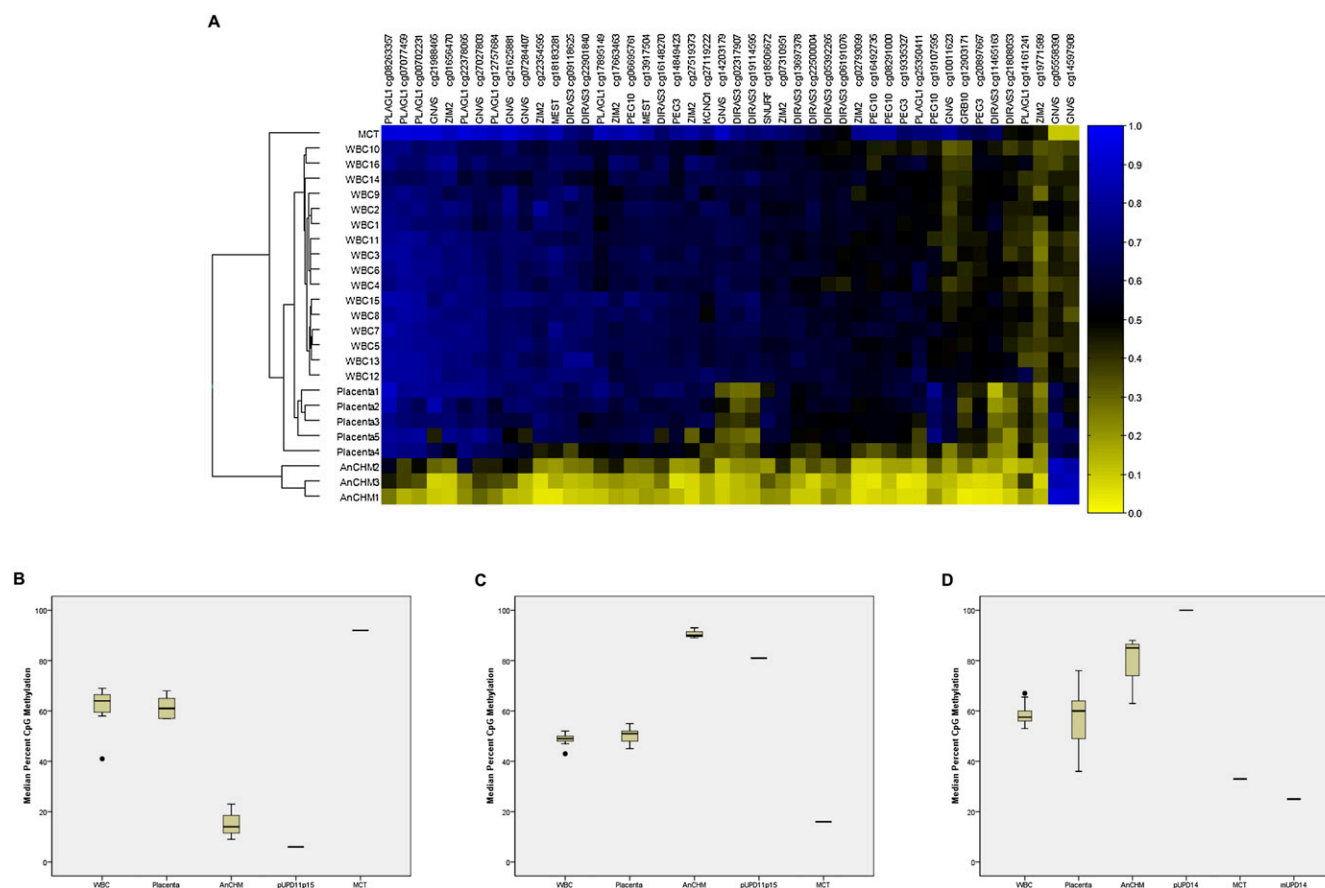 A
PLAGL1 cg08263357
PLAGL1 cg07077459
PLAGL1 cg00702231
GNAS cg21988465
ZIM2 cg01656470
PLAGL1 cg22378065
GNAS cg27027803
PLAGL1 cg12757684
GNAS cg21625881
GNAS cg07284407
ZIM2 cg22354595
MEST cg18183281
DIRAS3 cg09118625
DIRAS3 cg22901840
PLAGL1 cg17895149
ZIM2 cg17663463
PEG10 cg06695761
MEST cg13917504
DIRAS3 cg16148270
PEG3 cg14849423
ZIM2 cg27519373
KCNQ1 cg27119222
GNAS cg14203179
DIRAS3 cg02317907
DIRAS3 cg19114595
SNURF cg18506672
ZIM2 cg07310951
DIRAS3 cg13697378
DIRAS3 cg22500004
DIRAS3 cg05392265
DIRAS3 cg06191076
ZIM2 cg02793099
PEG10 cg16492735
PEG10 cg08291000
PEG3 cg19335327
PLAGL1 cg25350411
PEG10 cg19107595
GNAS cg10011623
GRB10 cg12903171
PEG3 cg20897667
DIRAS3 cg11465163
DIRAS3 cg21808053
PLAGL1 cg14161241
ZIM2 cg19771589
GNAS cg05558390
GNAS cg14597908
MCT
WBC10
WBC16
WBC14
WBC9
WBC2
WBC1
WBC11
WBC3
WBC6
WBC4
WBC15
WBC8
WBC7
WBC5
WBC13
WBC12
Placenta1
Placenta2
Placenta3
Placenta5
Placenta4
AnCHM2
AnCHM3
AnCHM1
1.0
0.9
0.8
0.7
0.6
0.5
0.4
0.3
0.2
0.1
0.0
B
Median Percent CpG Methylation
100
80
60
40
20
0
WBC Placenta AnCHM pUPD11p15 MCT
C
Median Percent CpG Methylation
100
80
60
40
20
0
WBC Placenta AnCHM pUPD11p15 MCT
D
Median Percent CpG Methylation
100
80
60
40
20
0
WBC Placenta AnCHM pUPD14 MCT mUPD14